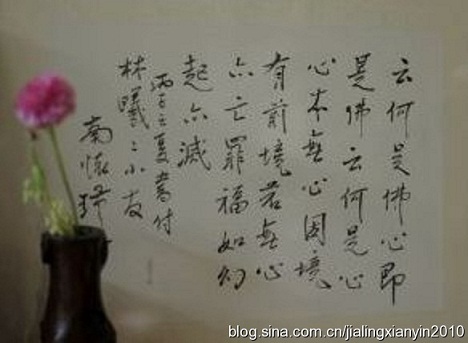 云何是佛心即
是佛云何是心
心本無心因境
有前境若無心
亦亡罪福如幻
起亦滅
丙子之夏書付
林曦々小友
南懷瑾
blog.sina.com.cn/jialingxianyin2010